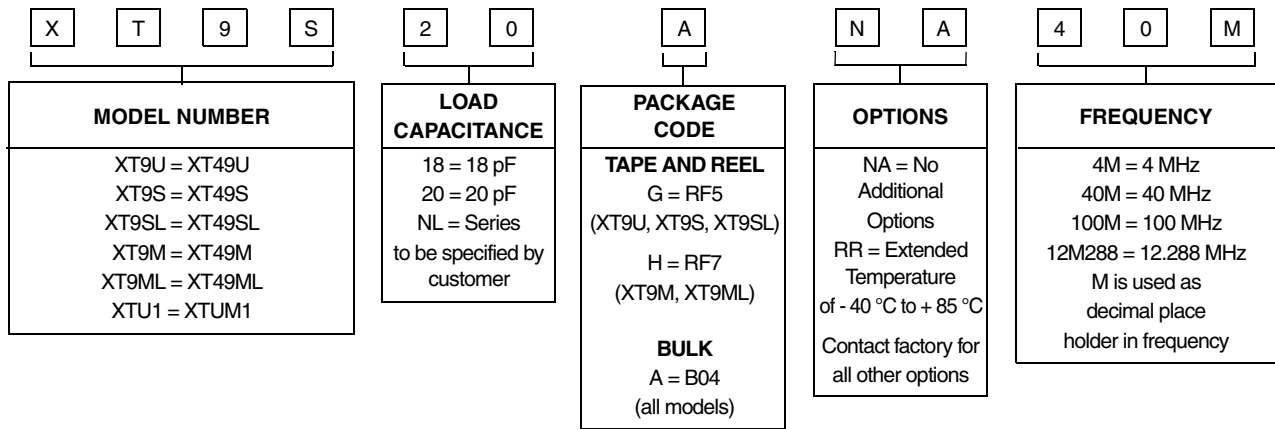 X T 9 S 2 0 A N A 4 0 M
MODEL NUMBER
XT9U = XT49U
XT9S = XT49S
XT9SL = XT49SL
XT9M = XT49M
XT9ML = XT49ML
XTU1 = XTUM1
LOAD
CAPACITANCE
18 = 18 pF
20 = 20 pF
NL = Series
to be specified by
customer
PACKAGE
CODE
TAPE AND REEL
G = RF5
(XT9U, XT9S, XT9SL)
H = RF7
(XT9M, XT9ML)
BULK
A = B04
(all models)
OPTIONS
NA = No
Additional
Options
RR = Extended
Temperature
of - 40 °C to + 85 °C
Contact factory for
all other options
FREQUENCY
4M = 4 MHz
40M = 40 MHz
100M = 100 MHz
12M288 = 12.288 MHz
M is used as
decimal place
holder in frequency